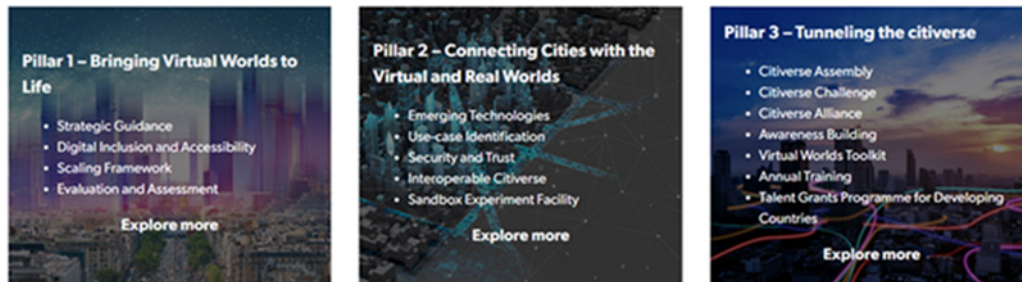 Pillar 1 – Bringing Virtual Worlds to
Life
Strategic Guidance
Digital Inclusion and Accessibility
Scaling Framework
Evaluation and Assessment
Explore more
Pillar 2 – Connecting Cities with the
Virtual and Real Worlds
Emerging Technologies
Use-case Identification
Security and Trust
Interoperable Citiverse
Sandbox Experiment Facility
Explore more
Pillar 3 – Tunneling the citiverse
Citiverse Assembly
Citiverse Challenge
Citiverse Alliance
Awareness Building
Virtual Worlds Toolkit
Annual Training
Talent Grants Programme for Developing
Countries
Explore more